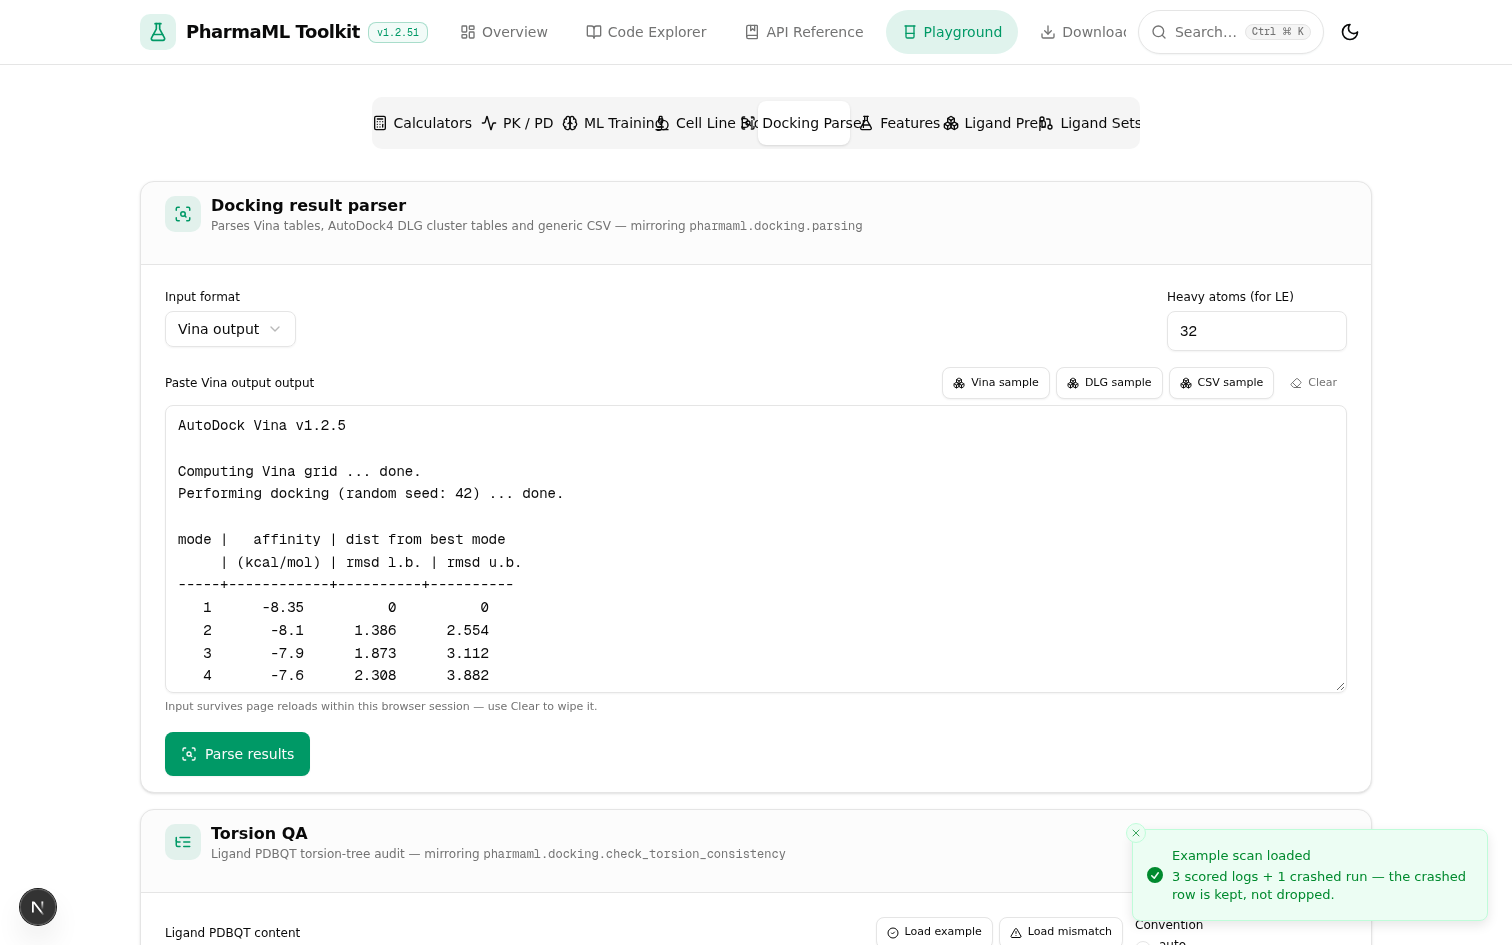 PharmaML Toolkit v1.2.51 Overview Code Explorer API Reference Playground Download Search... Ctrl ⌘ K
Calculators PK / PD ML Training Cell Line Docking Parser Features Ligand Prep Ligand Sets
Docking result parser
Parses Vina tables, AutoDock4 DLG cluster tables and generic CSV — mirroring pharmaml.docking.parsing
Input format
Heavy atoms (for LE)
Vina output
32
Paste Vina output output
Vina sample DLG sample CSV sample Clear
AutoDock Vina v1.2.5
Computing Vina grid ... done.
Performing docking (random seed: 42) ... done.
mode |   affinity | dist from best mode
     | (kcal/mol) | rmsd l.b. | rmsd u.b.
-----+------------+----------+----------
   1      -8.35          0          0
   2       -8.1      1.386      2.554
   3       -7.9      1.873      3.112
   4       -7.6      2.308      3.882
Input survives page reloads within this browser session — use Clear to wipe it.
Parse results
Torsion QA
Ligand PDBQT torsion-tree audit — mirroring pharmaml.docking.check_torsion_consistency
Example scan loaded
3 scored logs + 1 crashed run — the crashed
row is kept, not dropped.
Ligand PDBQT content
Load example Load mismatch
Convention
auto
N